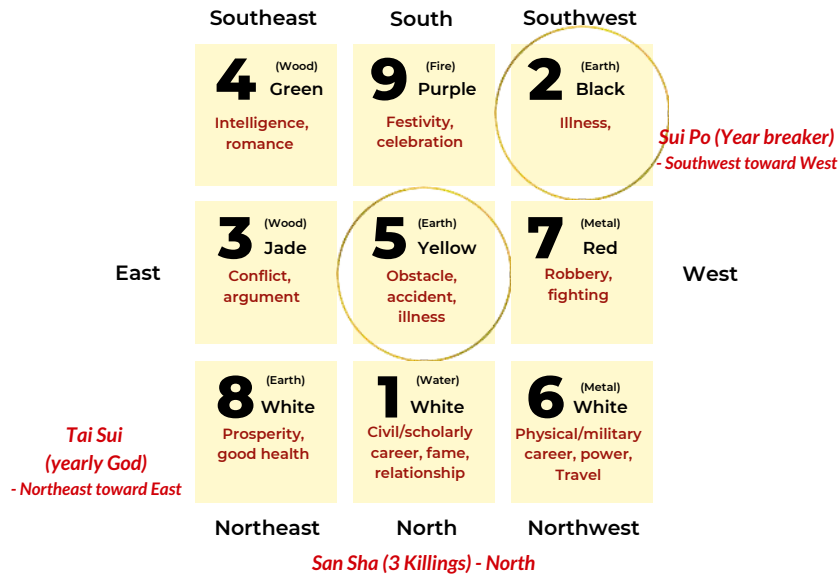 Southeast
South
Southwest
4
(Wood)
Green
Intelligence,
romance
9
(Fire)
Purple
Festivity,
celebration
2
(Earth)
Black
Illness,
Sui Po (Year breaker)
- Southwest toward West
East
3
(Wood)
Jade
Conflict,
argument
5
(Earth)
Yellow
Obstacle,
accident,
illness
7
(Metal)
Red
Robbery,
fighting
West
Tai Sui
(yearly God)
- Northeast toward East
8
(Earth)
White
Prosperity,
good health
1
(Water)
White
Civil/scholarly
career, fame,
relationship
6
(Metal)
White
Physical/military
career, power,
Travel
Northeast
North
Northwest
San Sha (3 Killings) - North